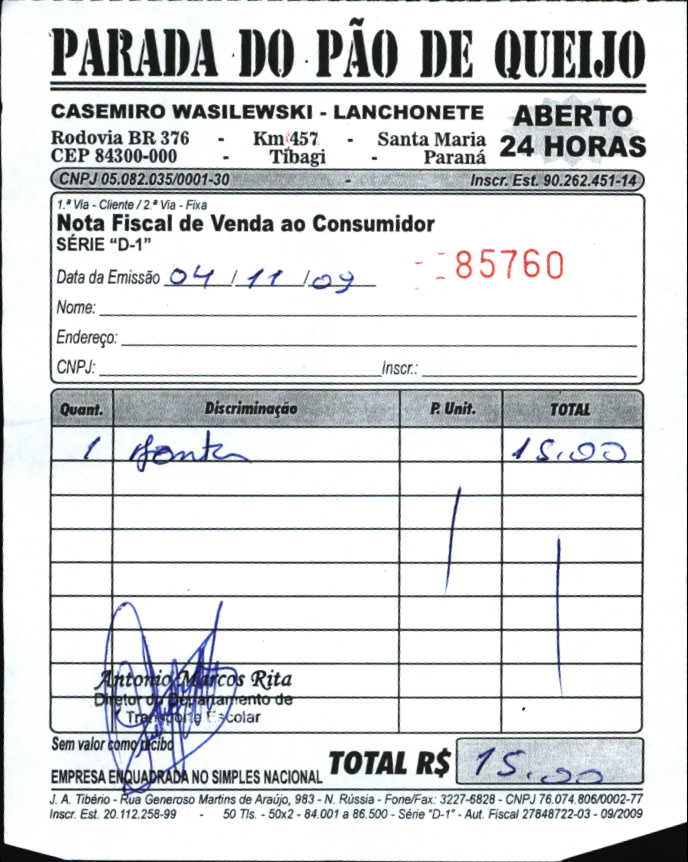 PARADA DO PÃO DE QUEIJO
CASEMIRO WASILEWSKI - LANCHONETE
Rodovia BR 376 - Km 457 - Santa Maria
CEP 84300-000 - Tibagi - Paraná
ABERTO
24 HORAS
CNPJ 05.082.035/0001-30 - Inscr. Est. 90.262.451-14
1.ª Via - Cliente / 2.ª Via - Fixa
Nota Fiscal de Venda ao Consumidor
SÉRIE "D-1"
85760
Data da Emissão 04/11/09
Nome:
Endereço:
CNPJ: Inscr.:
Quant. Discriminação P. Unit. TOTAL
1 15,00
Antonio Marcos Rita
Diretor do Departamento de
Transporte Escolar
Sem valor como recibo
EMPRESA ENQUADRADA NO SIMPLES NACIONAL
TOTAL R$ 15,00
J. A. Tibério - Rua Generoso Martins de Araújo, 983 - N. Rússia - Fone/Fax: 3227-6828 - CNPJ 76.074.806/0002-77
Inscr. Est. 20.112.258-99 - 50 Tls. - 50x2 - 84.001 a 86.500 - Série "D-1" - Aut. Fiscal 27848722-03 - 09/2009